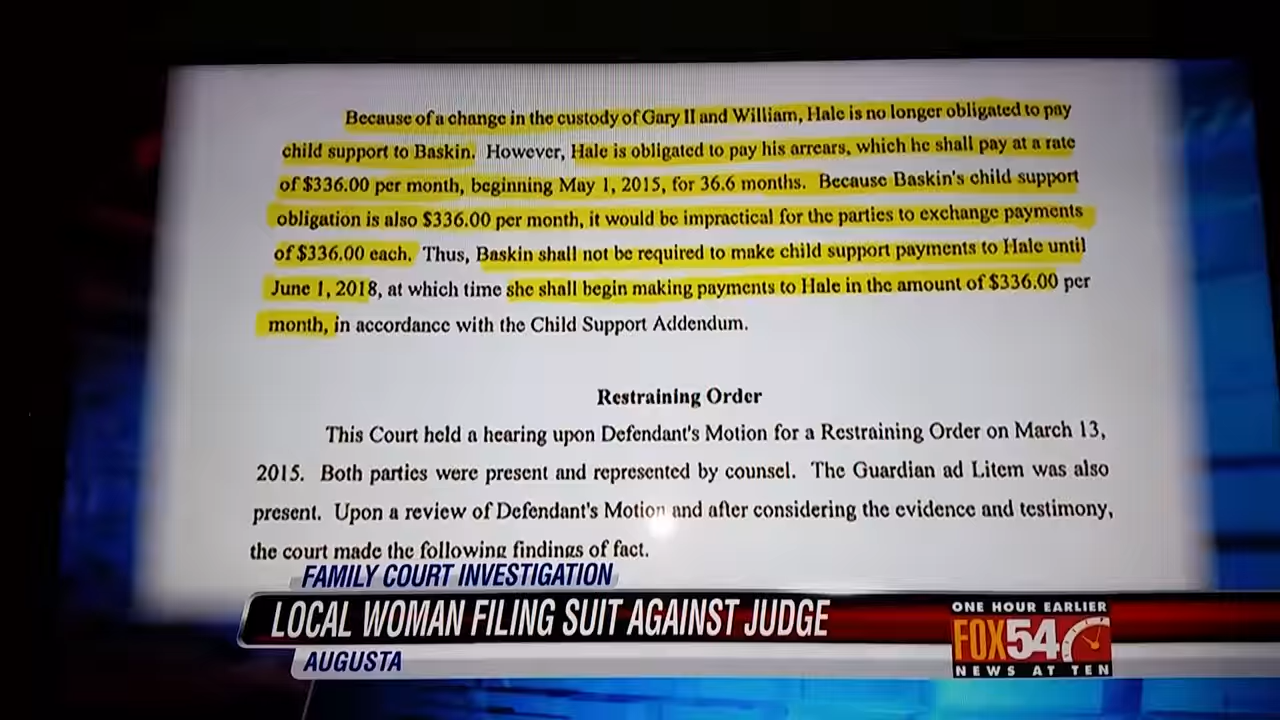 Because of a change in the custody of Gary II and William, Hale is no longer obligated to pay
child support to Baskin. However, Hale is obligated to pay his arrears, which he shall pay at a rate
of $336.00 per month, beginning May 1, 2015, for 36.6 months. Because Baskin's child support
obligation is also $336.00 per month, it would be impractical for the parties to exchange payments
of $336.00 each. Thus, Baskin shall not be required to make child support payments to Hale until
June 1, 2018, at which time she shall begin making payments to Hale in the amount of $336.00 per
month, in accordance with the Child Support Addendum.
Restraining Order
This Court held a hearing upon Defendant's Motion for a Restraining Order on March 13,
2015. Both parties were present and represented by counsel. The Guardian ad Litem was also
present. Upon a review of Defendant's Motion and after considering the evidence and testimony,
the court made the following findings of fact.
FAMILY COURT INVESTIGATION
LOCAL WOMAN FILING SUIT AGAINST JUDGE
AUGUSTA
ONE HOUR EARLIER
FOX54
NEWS AT TEN